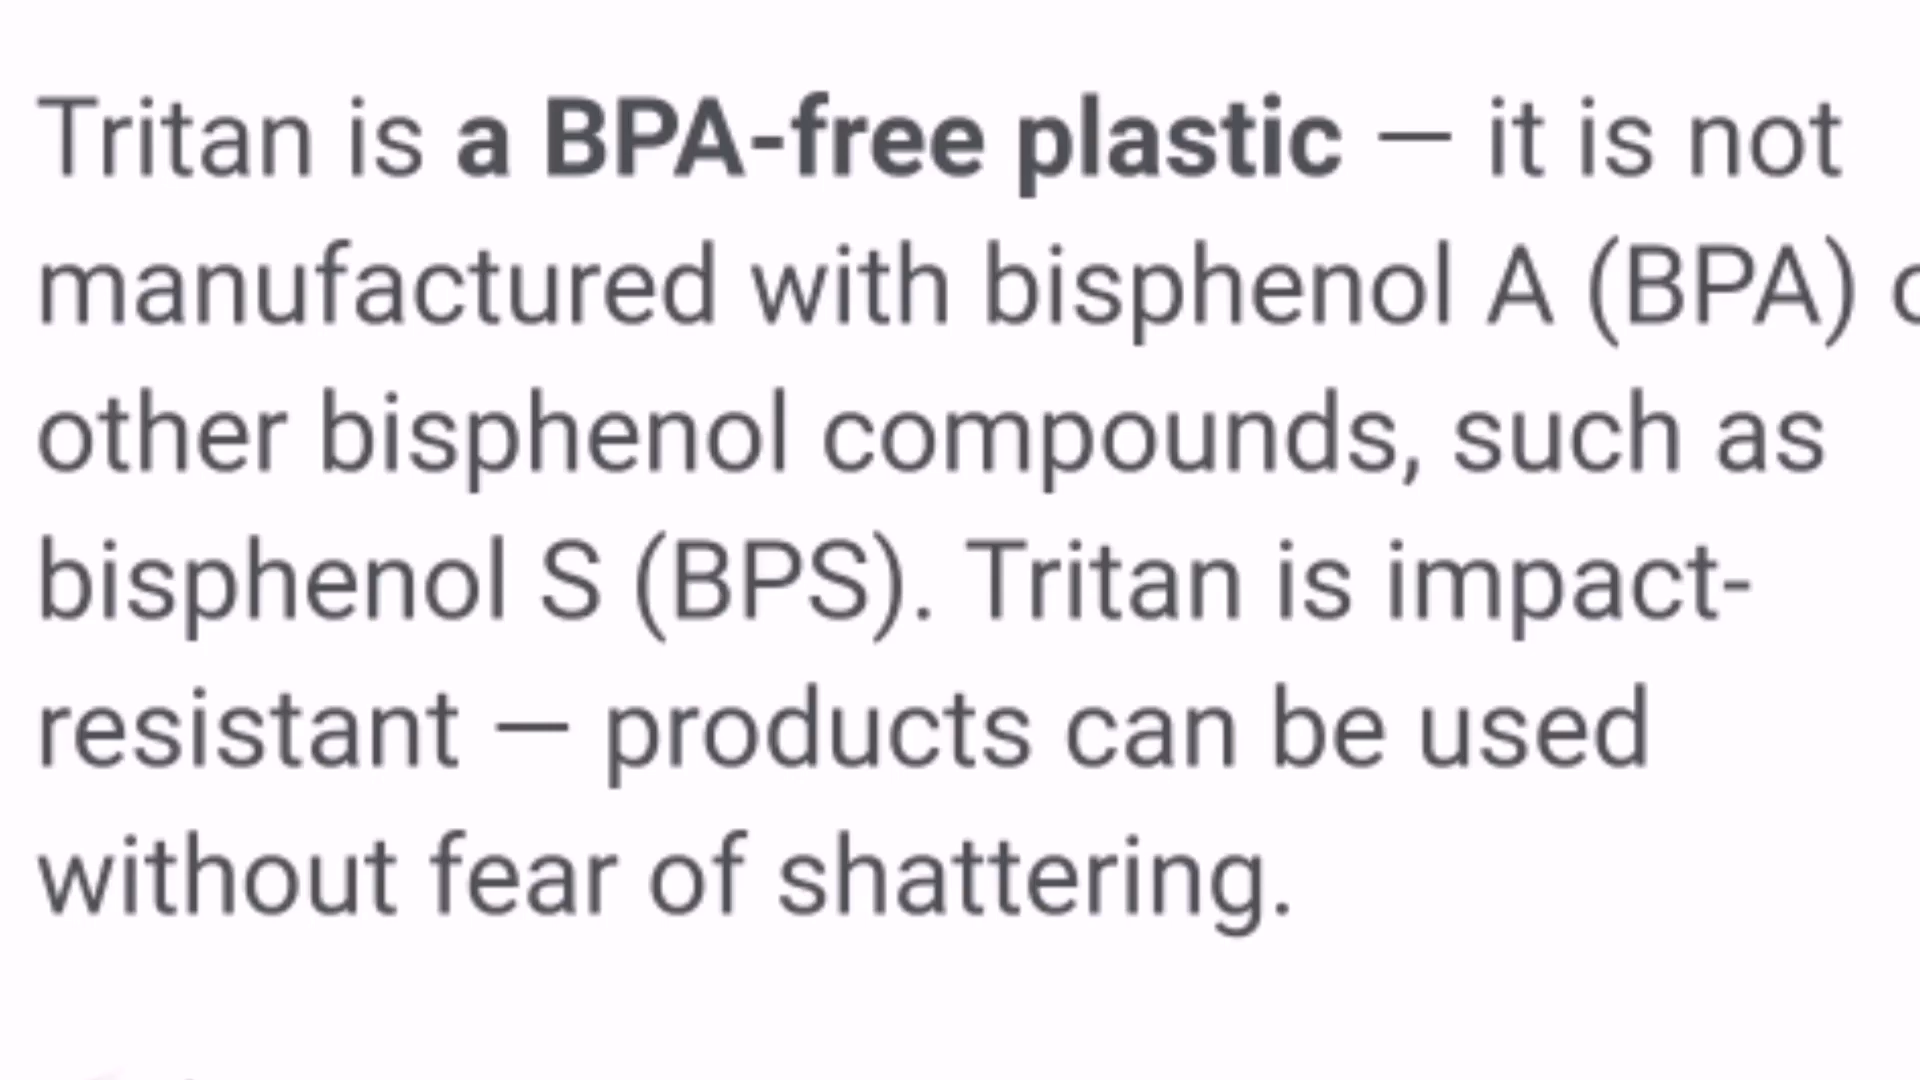 Tritan is a BPA-free plastic — it is not
manufactured with bisphenol A (BPA)
other bisphenol compounds, such as
bisphenol S (BPS). Tritan is impact-
resistant — products can be used
without fear of shattering.